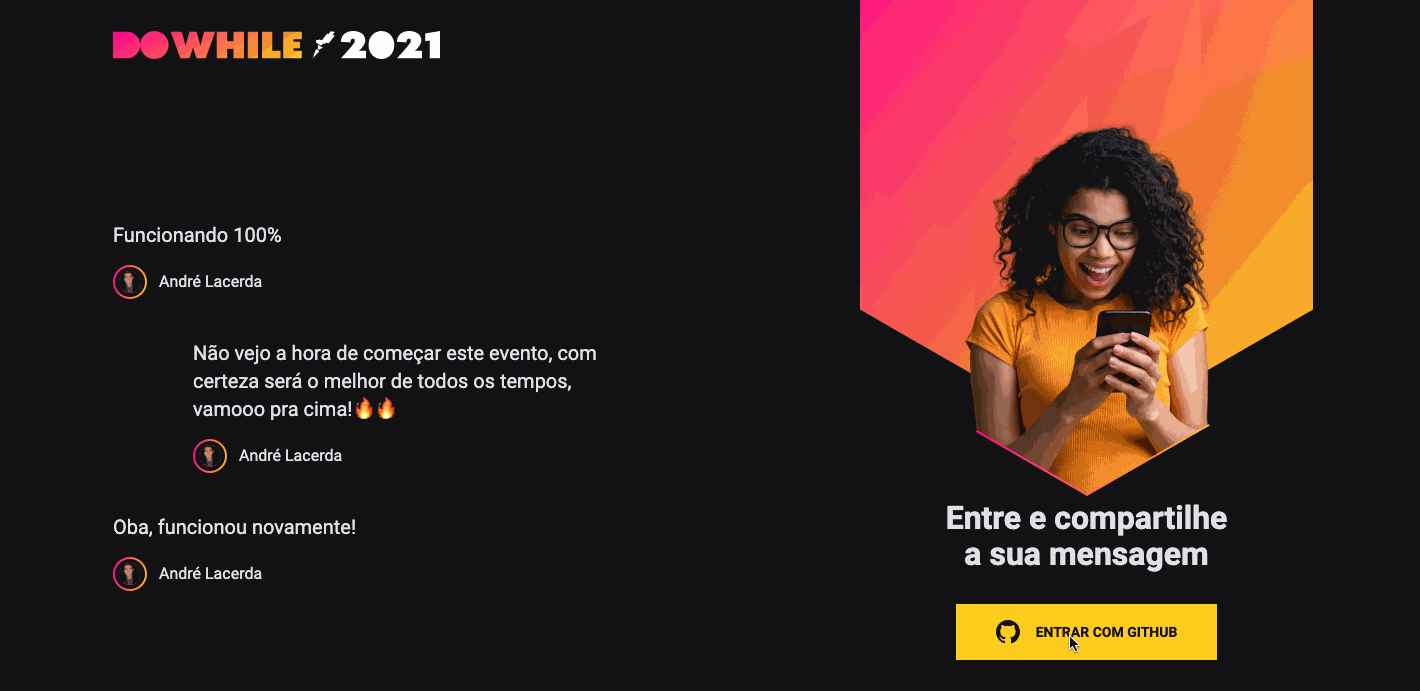 DOWHILE 2021
Funcionando 100%
André Lacerda
Não vejo a hora de começar este evento, com
certeza será o melhor de todos os tempos,
vamooo pra cima!🔥🔥
André Lacerda
Oba, funcionou novamente!
André Lacerda
Entre e compartilhe
a sua mensagem
ENTRAR COM GITHUB